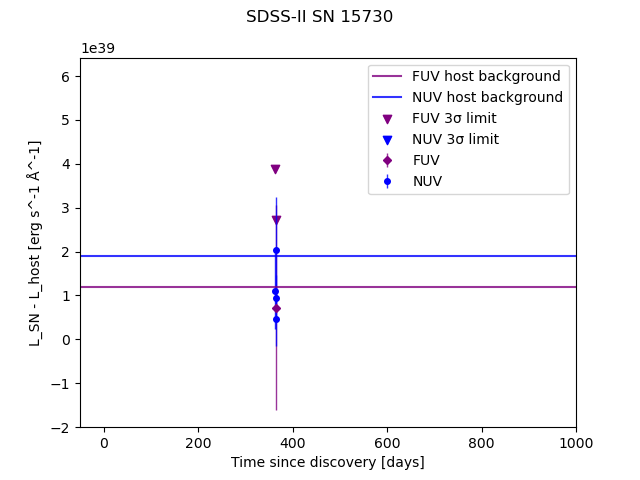 SDSS-II SN 15730
1e39
FUV host background
NUV host background
FUV 3σ limit
NUV 3σ limit
FUV
NUV
6
5
4
3
2
1
0
−1
−2
L_SN - L_host [erg s^-1 Å^-1]
0 200 400 600 800 1000
Time since discovery [days]